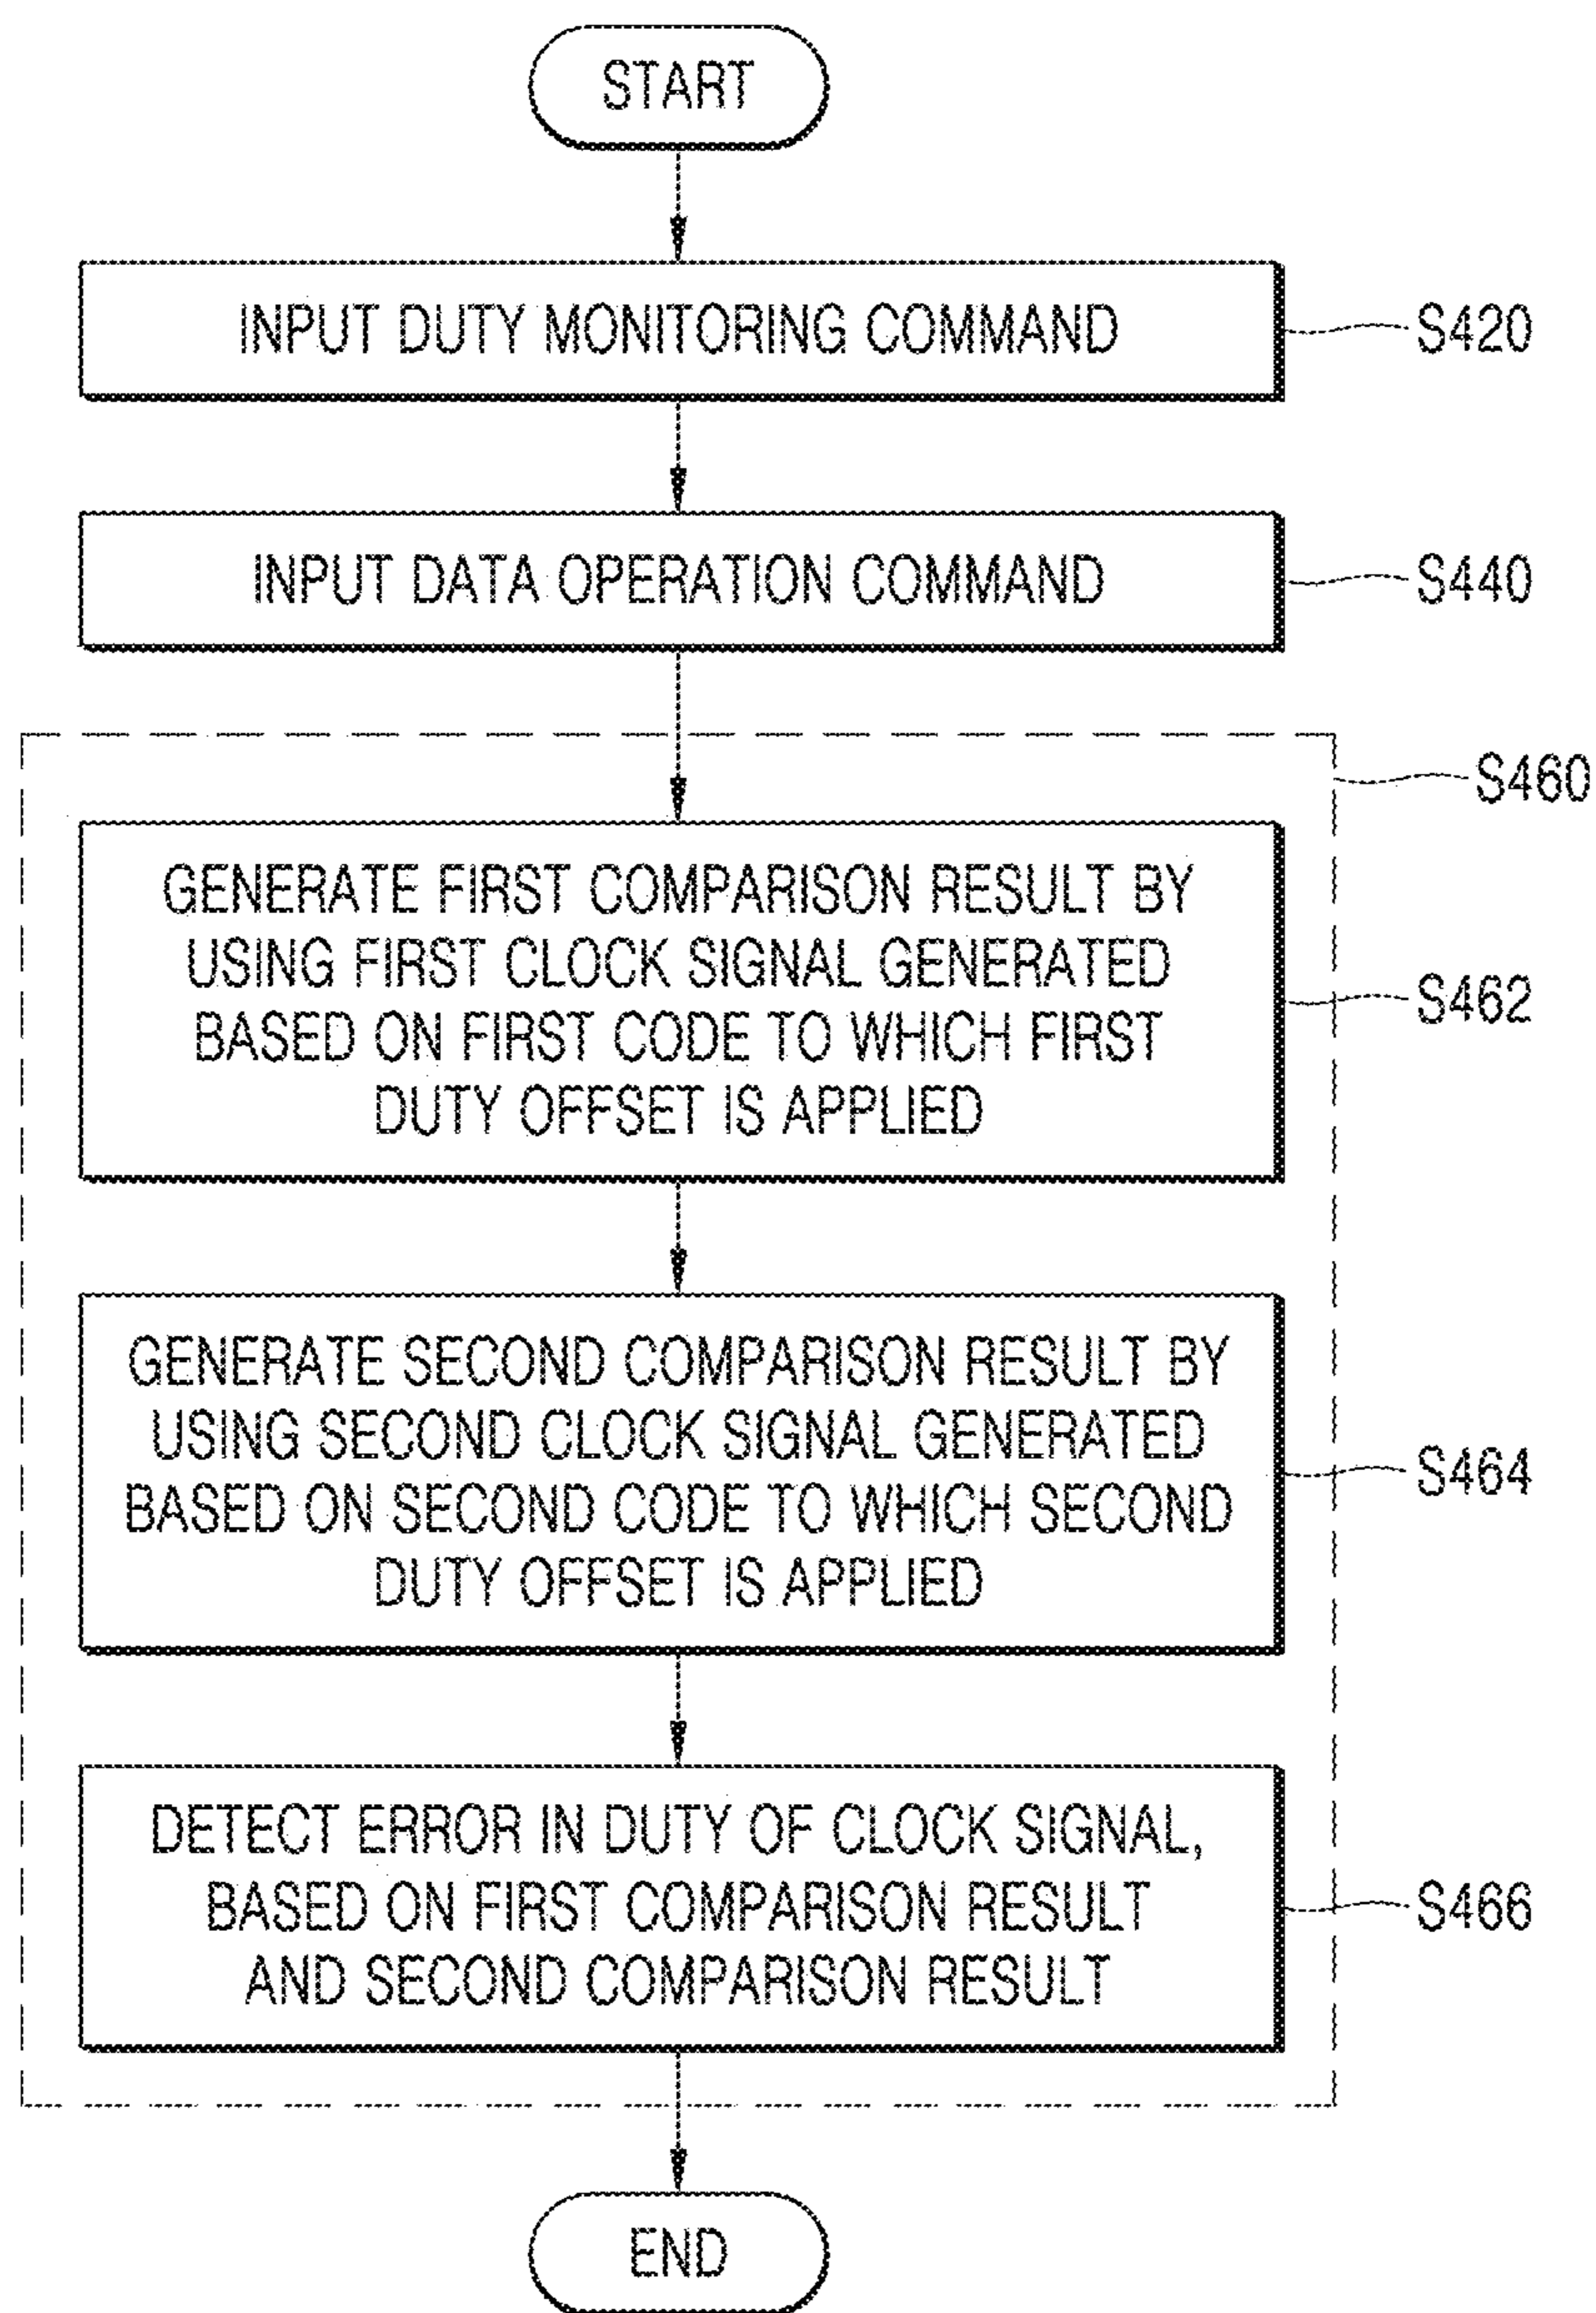 START
INPUT DUTY MONITORING COMMAND
S420
INPUT DATA OPERATION COMMAND
S440
S460
GENERATE FIRST COMPARISON RESULT BY
USING FIRST CLOCK SIGNAL GENERATED
BASED ON FIRST CODE TO WHICH FIRST
DUTY OFFSET IS APPLIED
S462
GENERATE SECOND COMPARISON RESULT BY
USING SECOND CLOCK SIGNAL GENERATED
BASED ON SECOND CODE TO WHICH SECOND
DUTY OFFSET IS APPLIED
S464
DETECT ERROR IN DUTY OF CLOCK SIGNAL,
BASED ON FIRST COMPARISON RESULT
AND SECOND COMPARISON RESULT
S466
END